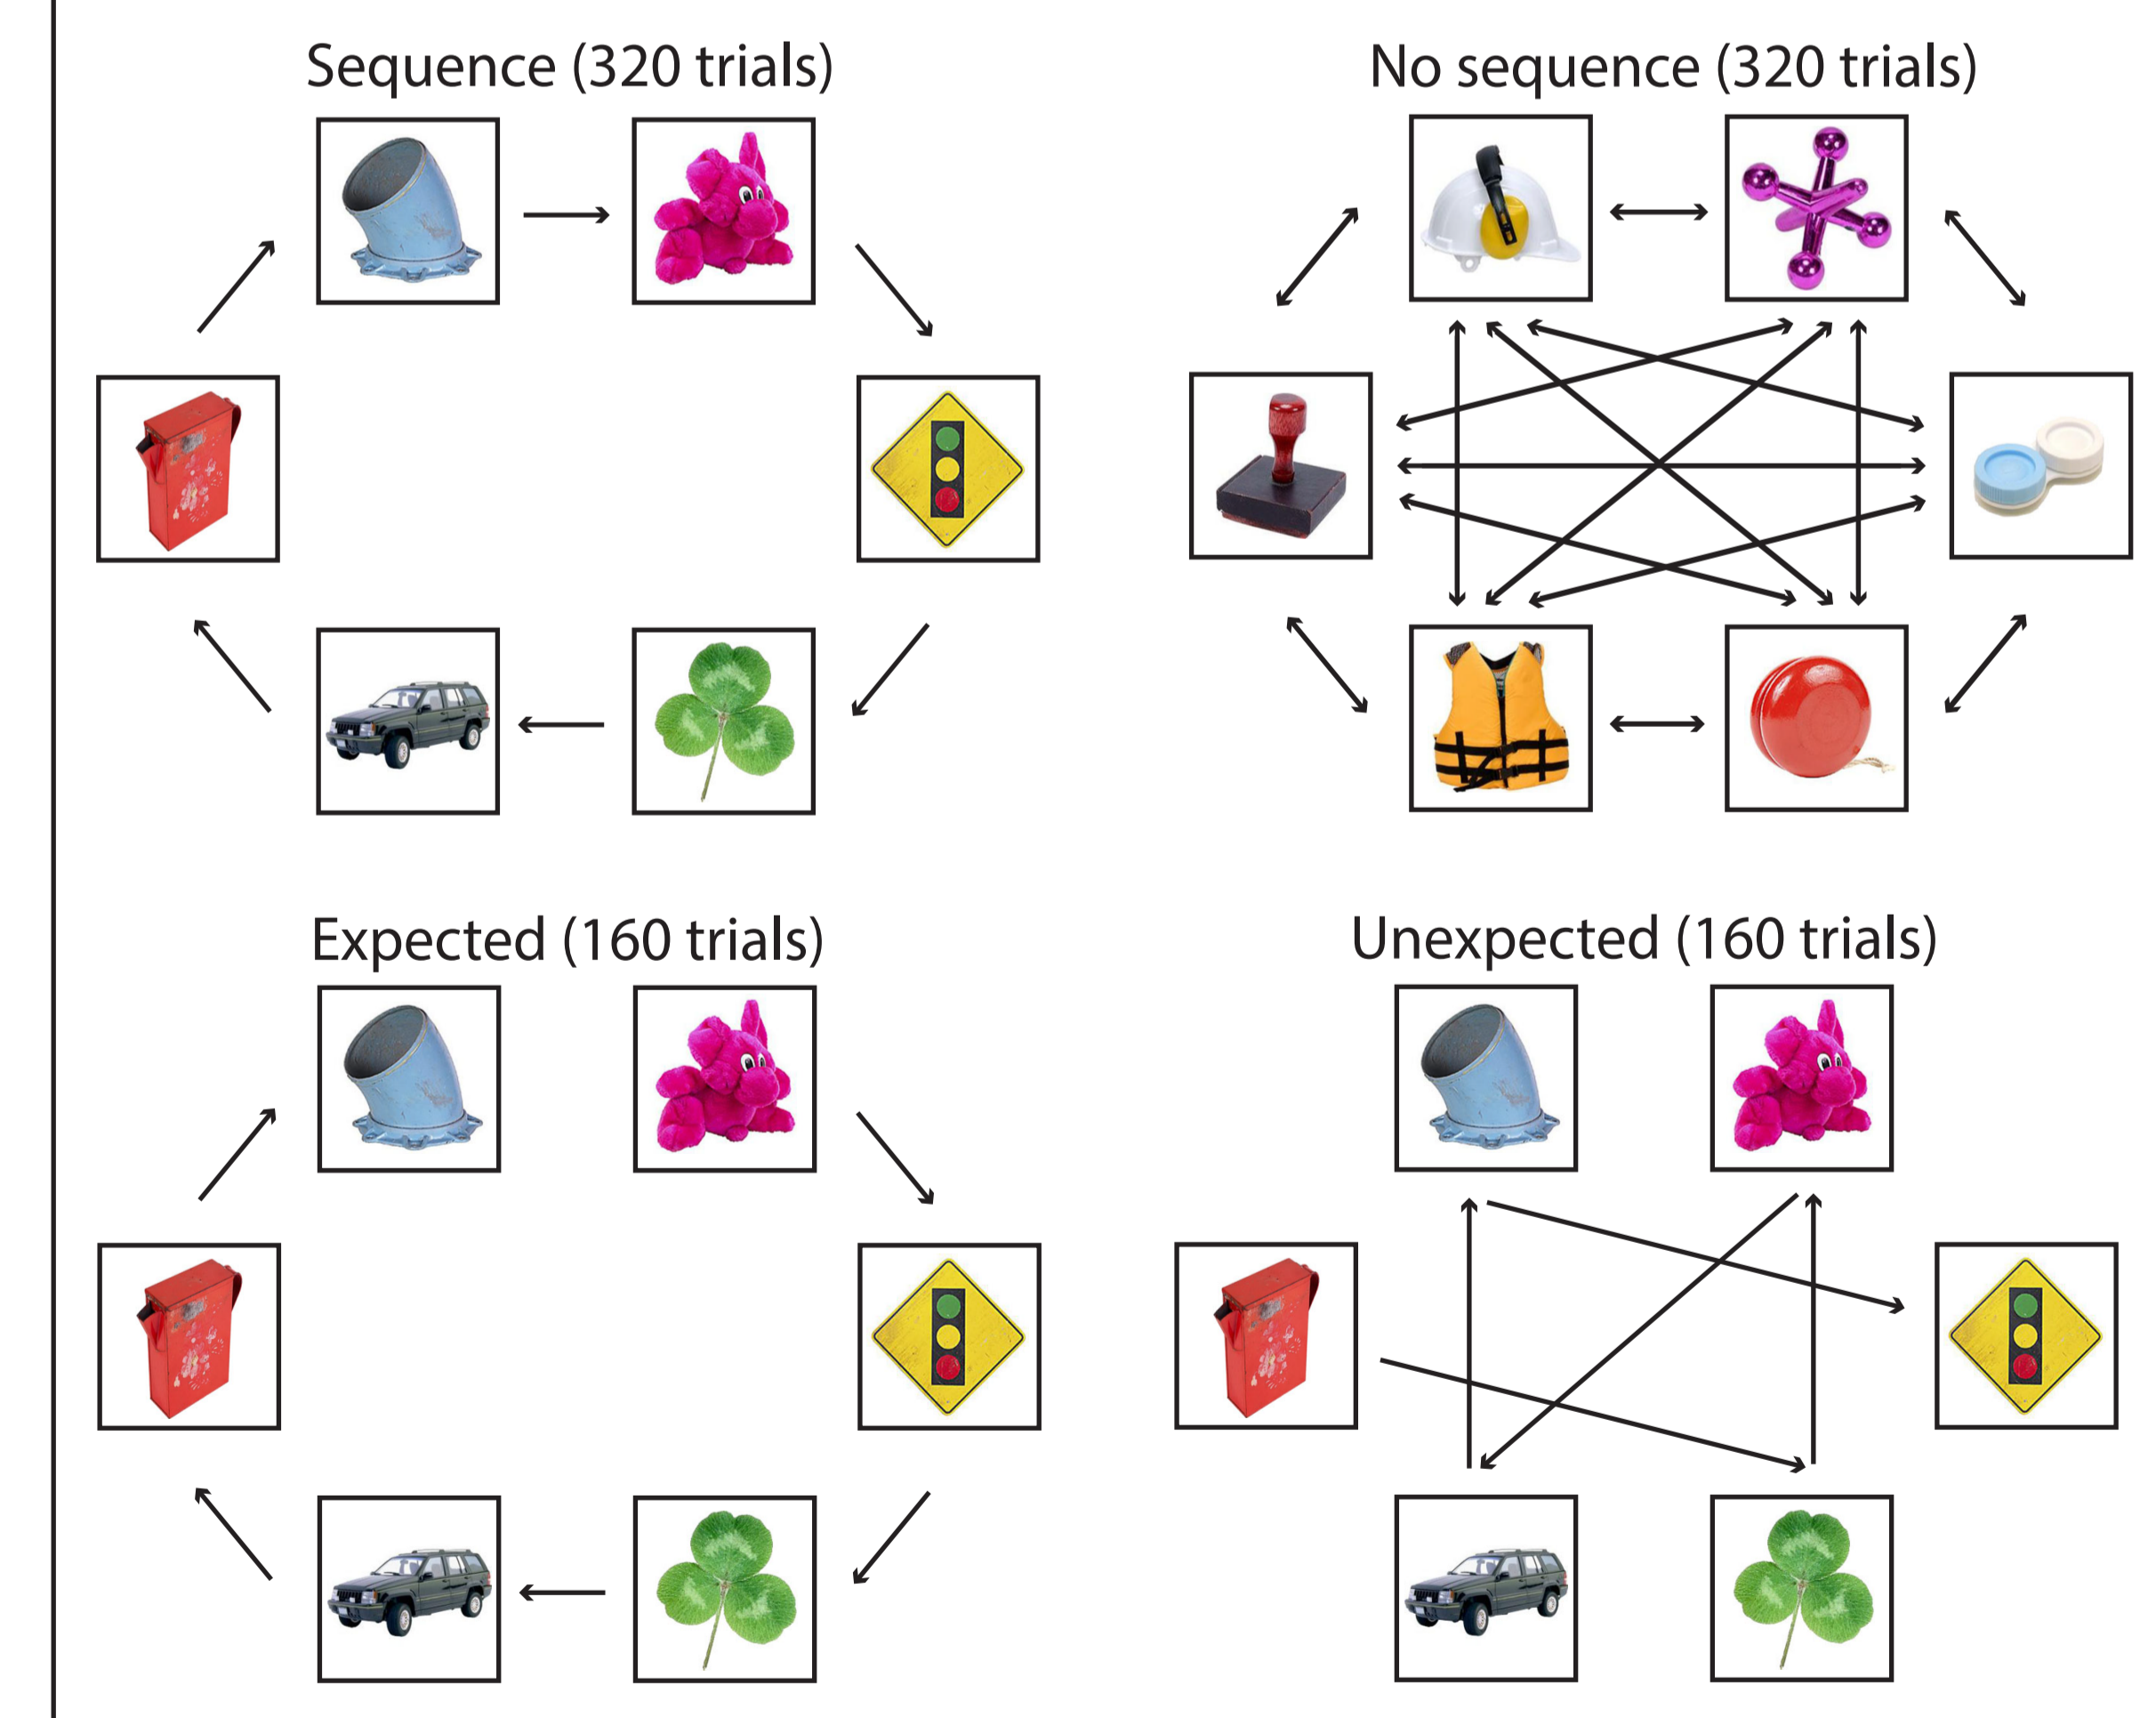 Sequence (320 trials)
No sequence (320 trials)
Expected (160 trials)
Unexpected (160 trials)